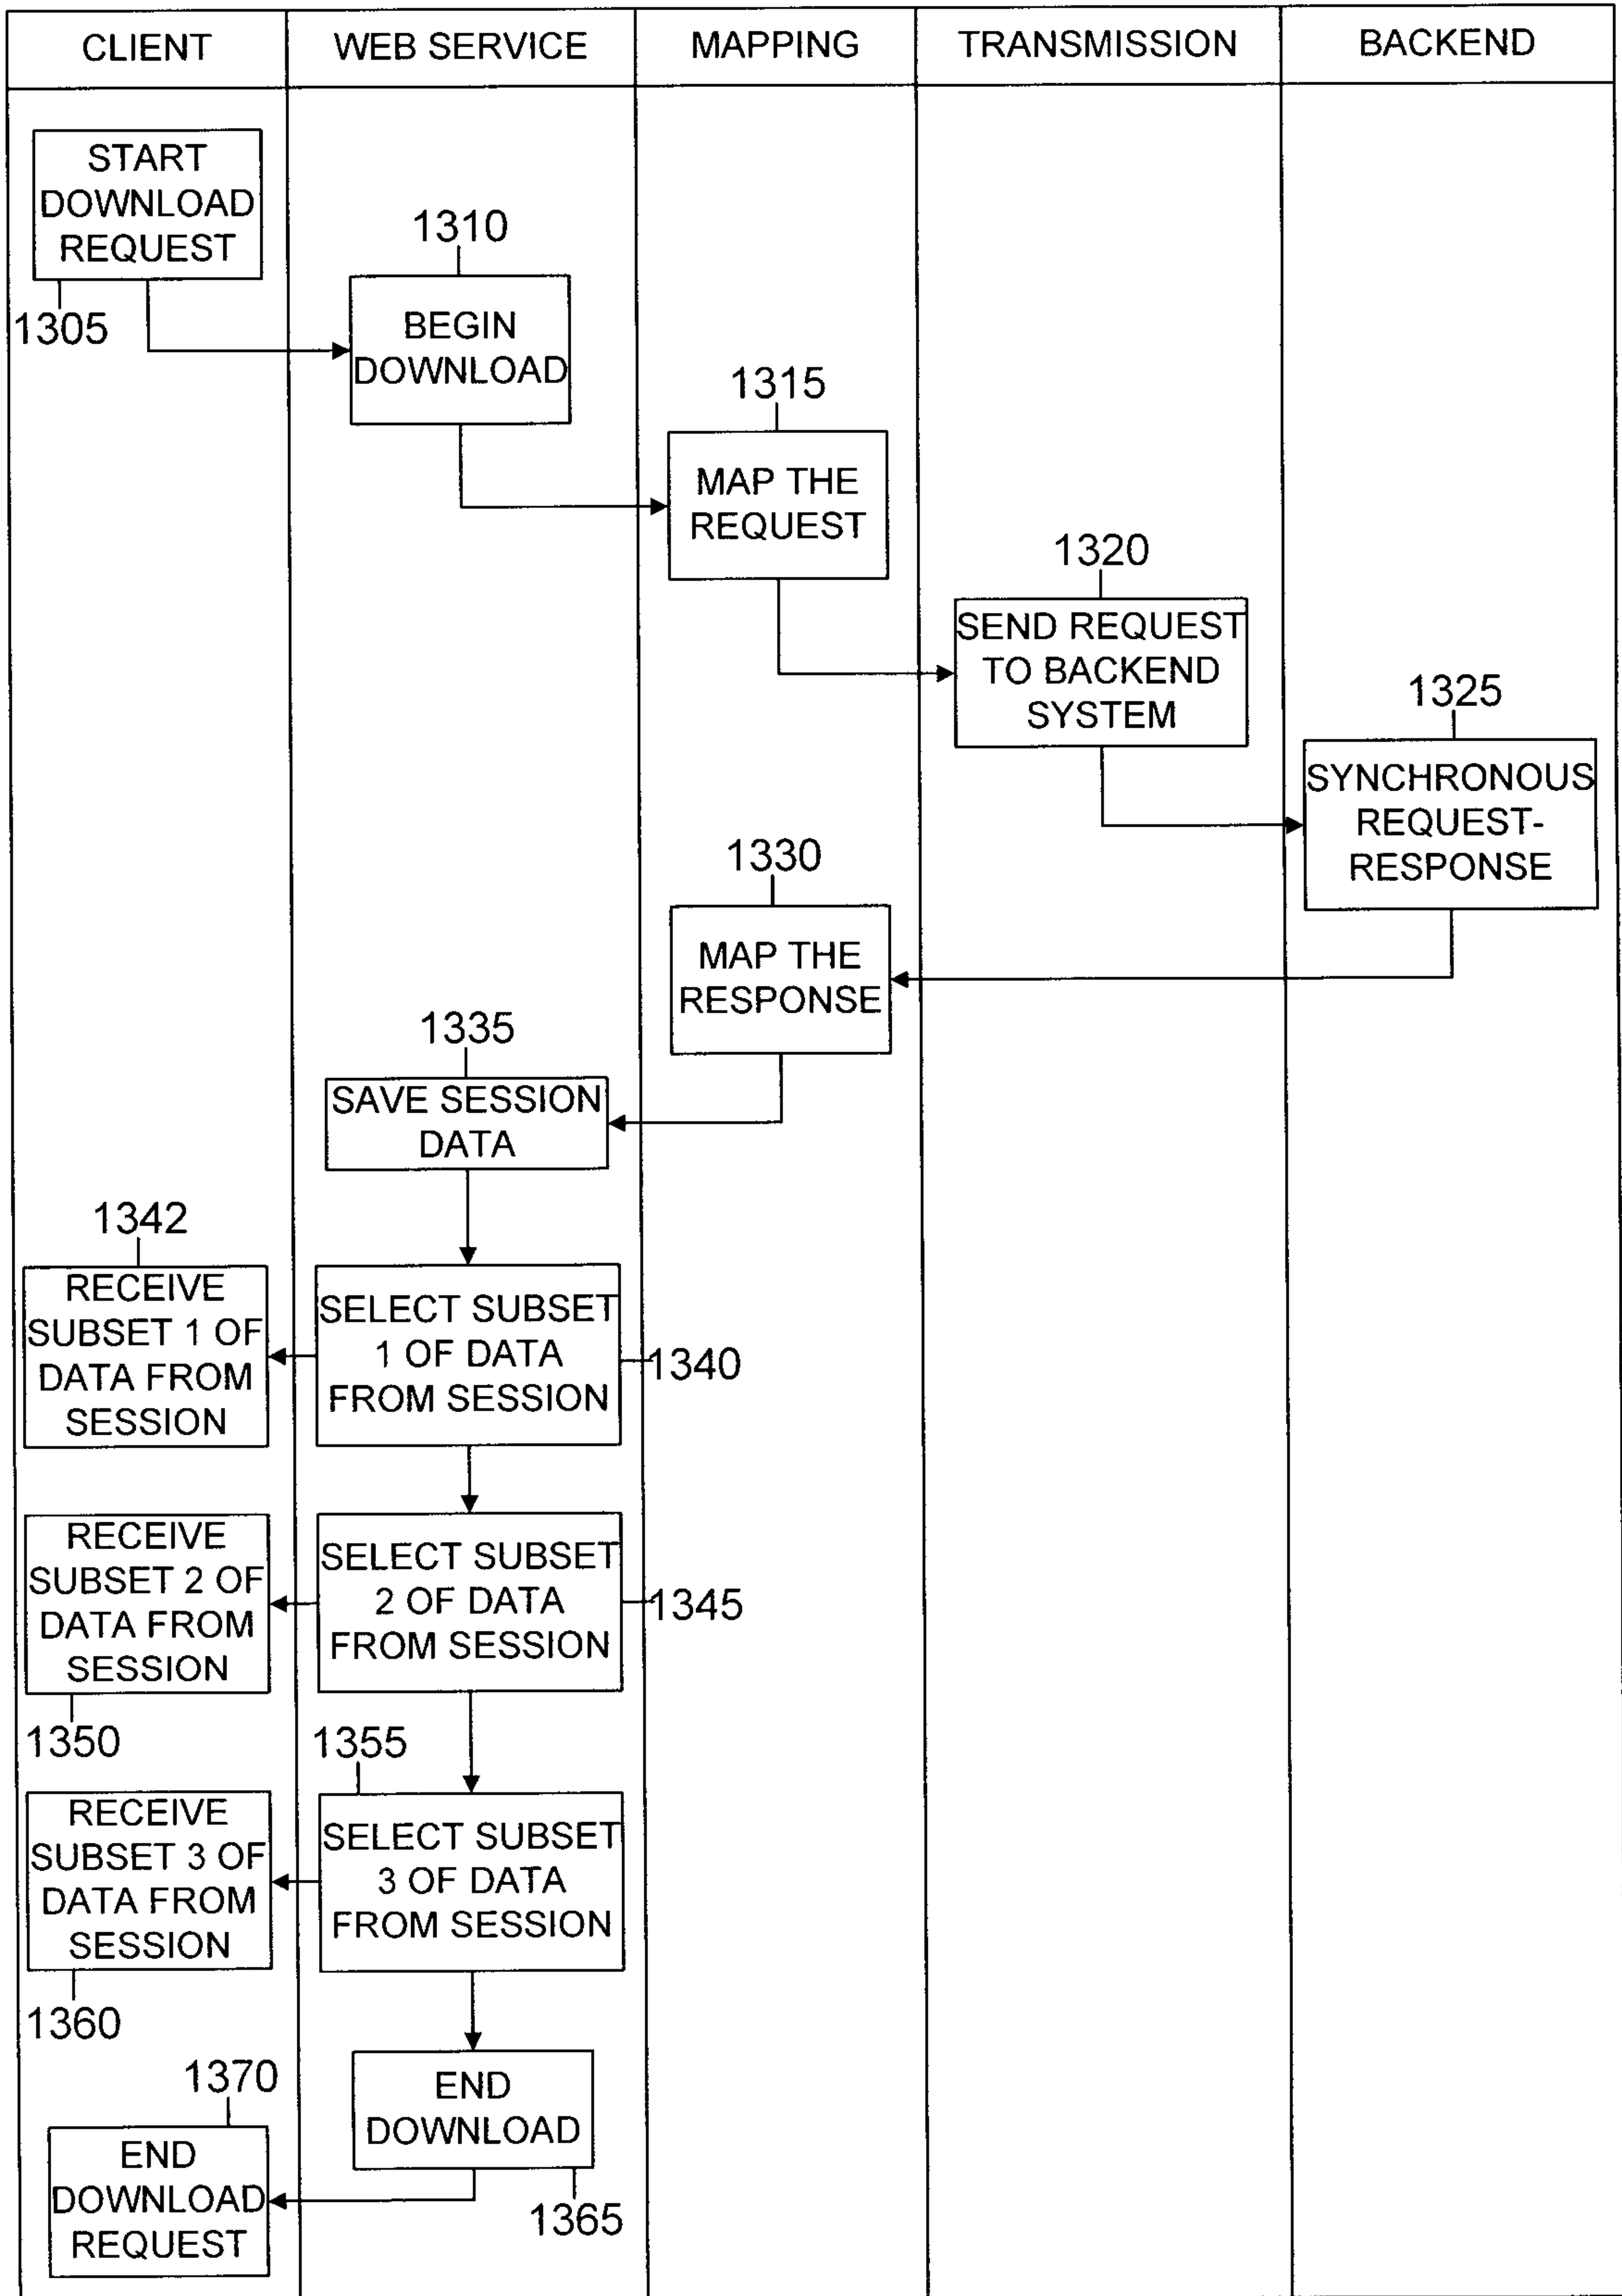 CLIENT
WEB SERVICE
MAPPING
TRANSMISSION
BACKEND
START
DOWNLOAD
REQUEST
1305
1310
BEGIN
DOWNLOAD
1315
MAP THE
REQUEST
1320
SEND REQUEST
TO BACKEND
SYSTEM
1325
SYNCHRONOUS
REQUEST-
RESPONSE
1330
MAP THE
RESPONSE
1335
SAVE SESSION
DATA
1342
RECEIVE
SUBSET 1 OF
DATA FROM
SESSION
SELECT SUBSET
1 OF DATA
FROM SESSION
1340
RECEIVE
SUBSET 2 OF
DATA FROM
SESSION
1350
SELECT SUBSET
2 OF DATA
FROM SESSION
1345
1355
RECEIVE
SUBSET 3 OF
DATA FROM
SESSION
1360
SELECT SUBSET
3 OF DATA
FROM SESSION
END
DOWNLOAD
1365
1370
END
DOWNLOAD
REQUEST